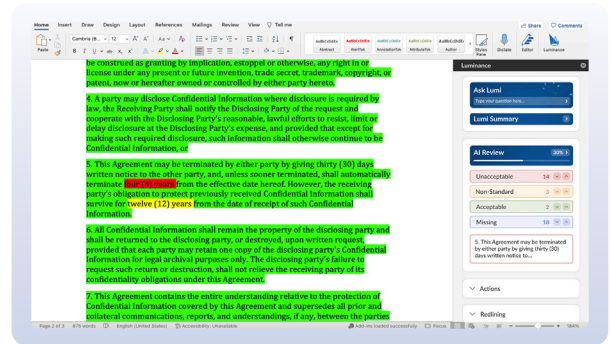 Home Insert Draw Design Layout References Mailings Review View Tell me
Share Comments
Cambria (B... 12
Paste
B I U ab x, x²
AaBbCcDdEe AaBbCcDdEe AaBbCcDdEe AaBbCcDdEe AaBbCcDdEe
Abstract AlertText AnnotationText AttributeText Author
Styles Pane Dictate Editor Luminance
be construed as granting by implication, estoppel or otherwise, any right in or
license under any present or future invention, trade secret, trademark, copyright, or
patent, now or hereafter owned or controlled by either party hereto.
4. A party may disclose Confidential Information where disclosure is required by
law, the Receiving Party shall notify the Disclosing Party of the request and
cooperate with the Disclosing Party's reasonable, lawful efforts to resist, limit or
delay disclosure at the Disclosing Party's expense, and provided that except for
making such required disclosure, such information shall otherwise continue to be
Confidential Information, or
5. This Agreement may be terminated by either party by giving thirty (30) days
written notice to the other party, and, unless sooner terminated, shall automatically
terminate four (4) years from the effective date hereof. However, the receiving
party's obligation to protect previously received Confidential Information shall
survive for twelve (12) years from the date of receipt of such Confidential
Information.
6. All Confidential Information shall remain the property of the disclosing party and
shall be returned to the disclosing party, or destroyed, upon written request,
provided that each party may retain one copy of the disclosing party's Confidential
Information for legal archival purposes only. The disclosing party's failure to
request such return or destruction, shall not relieve the receiving party of its
confidentiality obligations under this Agreement.
7. This Agreement contains the entire understanding relative to the protection of
Confidential Information covered by this Agreement and supersedes all prior and
collateral communications, reports, and understandings, if any, between the parties
Luminance
Ask Lumi
Type your question here...
Lumi Summary
AI Review 30%
Unacceptable 14
Non-Standard 3
Acceptable 2
Missing 18
5. This Agreement may be terminated
by either party by giving thirty (30)
days written notice to...
Actions
Redlining
Page 2 of 3 875 words English (United States) Accessibility: Unavailable Add-ins loaded successfully Focus 184%